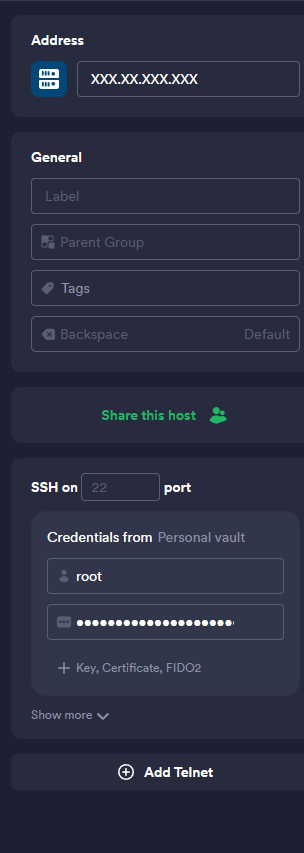 Address
XXX.XX.XXX.XXX
General
Label
Parent Group
Tags
Backspace Default
Share this host
SSH on 22 port
Credentials from Personal vault
root
●●●●●●●●●●●●●●●●●●●●●
+ Key, Certificate, FIDO2
Show more
Add Telnet